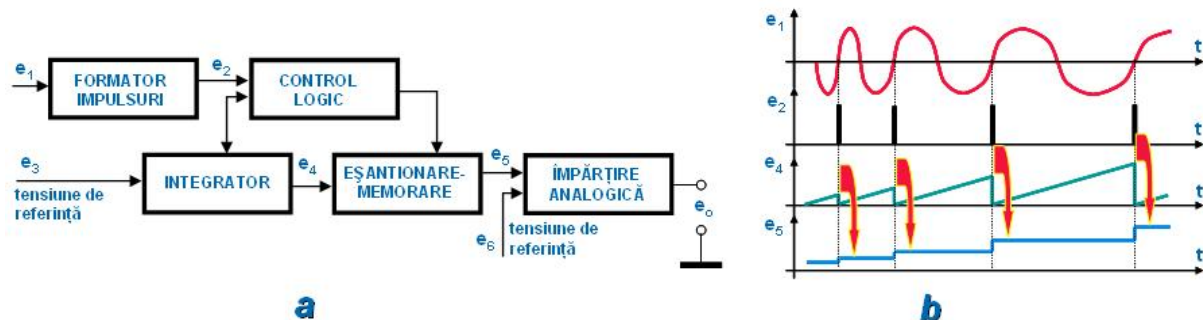 e1
FORMATOR
IMPULSURI
e2
CONTROL
LOGIC
e3
tensiune de
referință
INTEGRATOR
e4
EŞANTIONARE-
MEMORARE
e5
ÎMPĂRȚIRE
ANALOGICĂ
e6
tensiune de
referință
eo
a
e1
t
e2
t
e4
t
e5
t
b